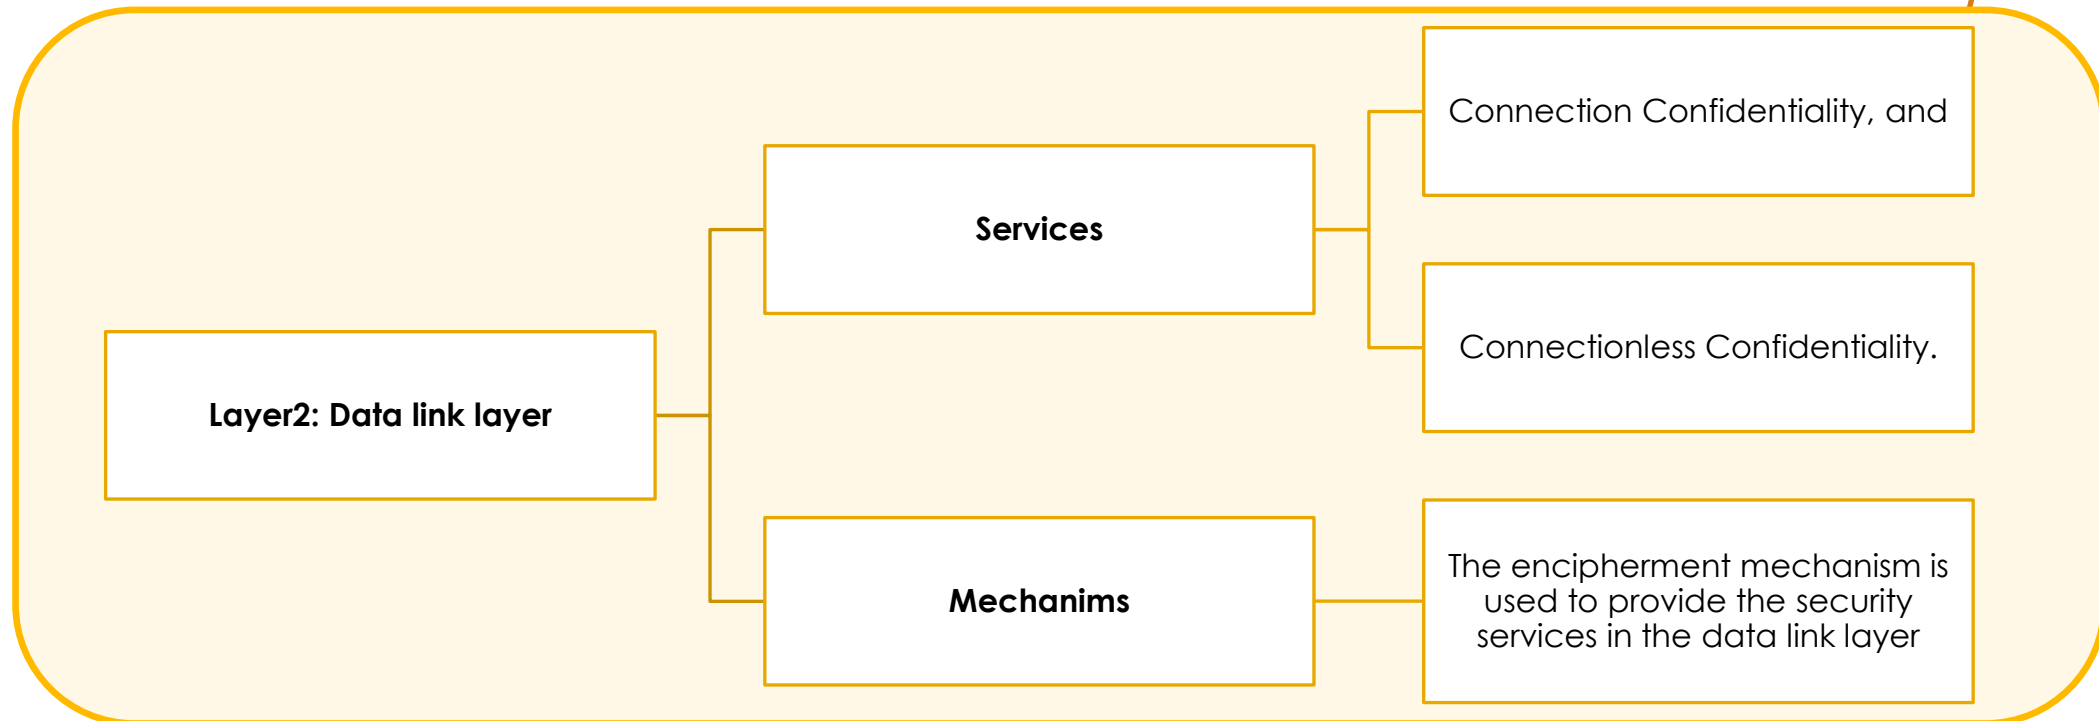 Layer2: Data link layer
Services
Connection Confidentiality, and
Connectionless Confidentiality.
Mechanims
The encipherment mechanism is
used to provide the security
services in the data link layer